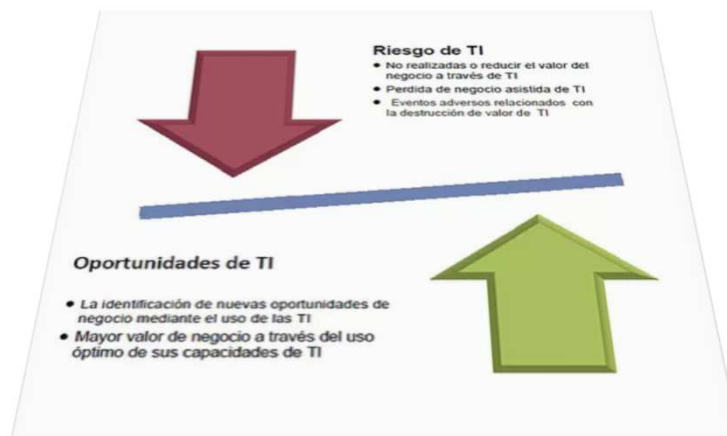 Riesgo de TI
• No realizadas o reducir el valor del
negocio a través de TI
• Perdida de negocio asistida de TI
• Eventos adversos relacionados con
la destrucción de valor de TI
Oportunidades de TI
• La identificación de nuevas oportunidades de
negocio mediante el uso de las TI
• Mayor valor de negocio a través del uso
óptimo de sus capacidades de TI